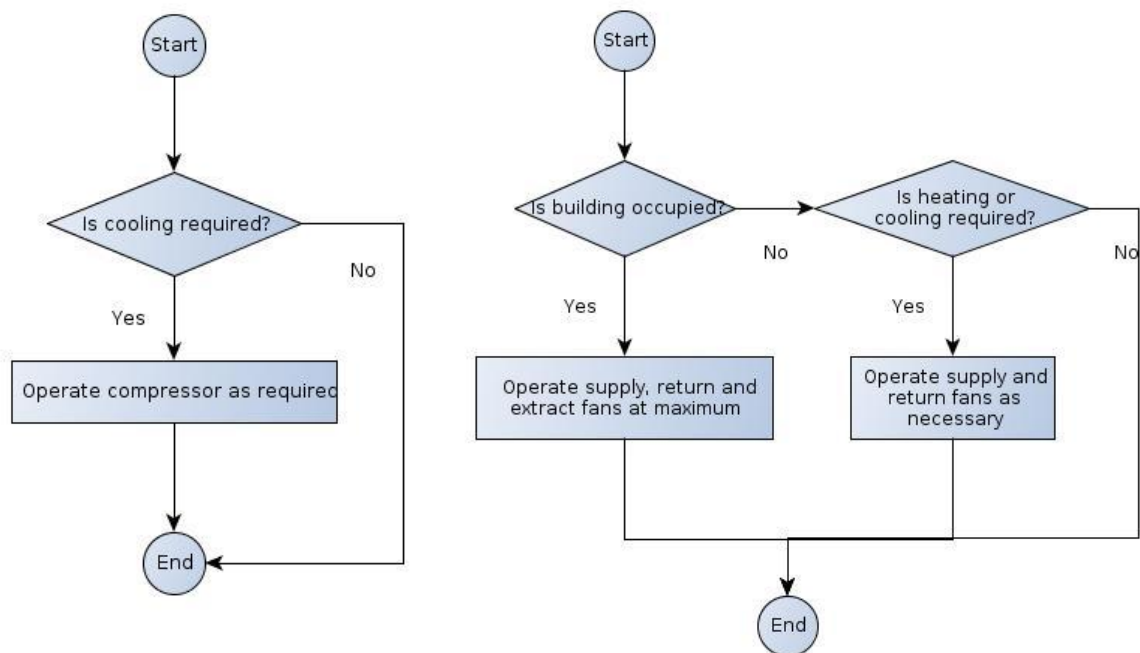 Start
Is cooling required?
No
Yes
Operate compressor as required
End
Start
Is building occupied?
No
Is heating or
cooling required?
No
Yes
Yes
Operate supply, return and
extract fans at maximum
Operate supply and
return fans as
necessary
End